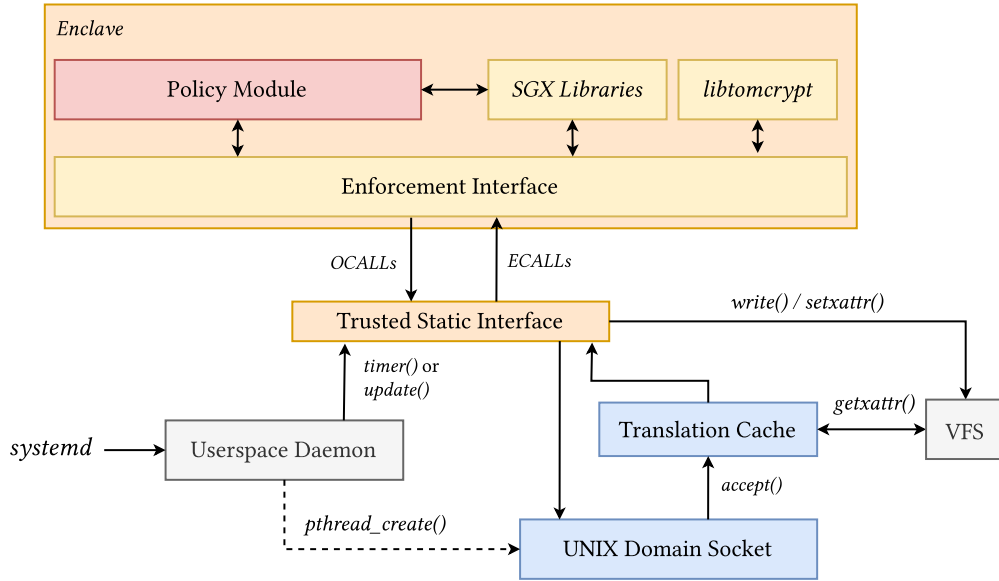 Enclave
Policy Module
SGX Libraries
libtomcrypt
Enforcement Interface
OCALLs
ECALLs
write() / setxattr()
Trusted Static Interface
timer() or
update()
getxattr()
Translation Cache
VFS
systemd
Userspace Daemon
accept()
pthread_create()
UNIX Domain Socket